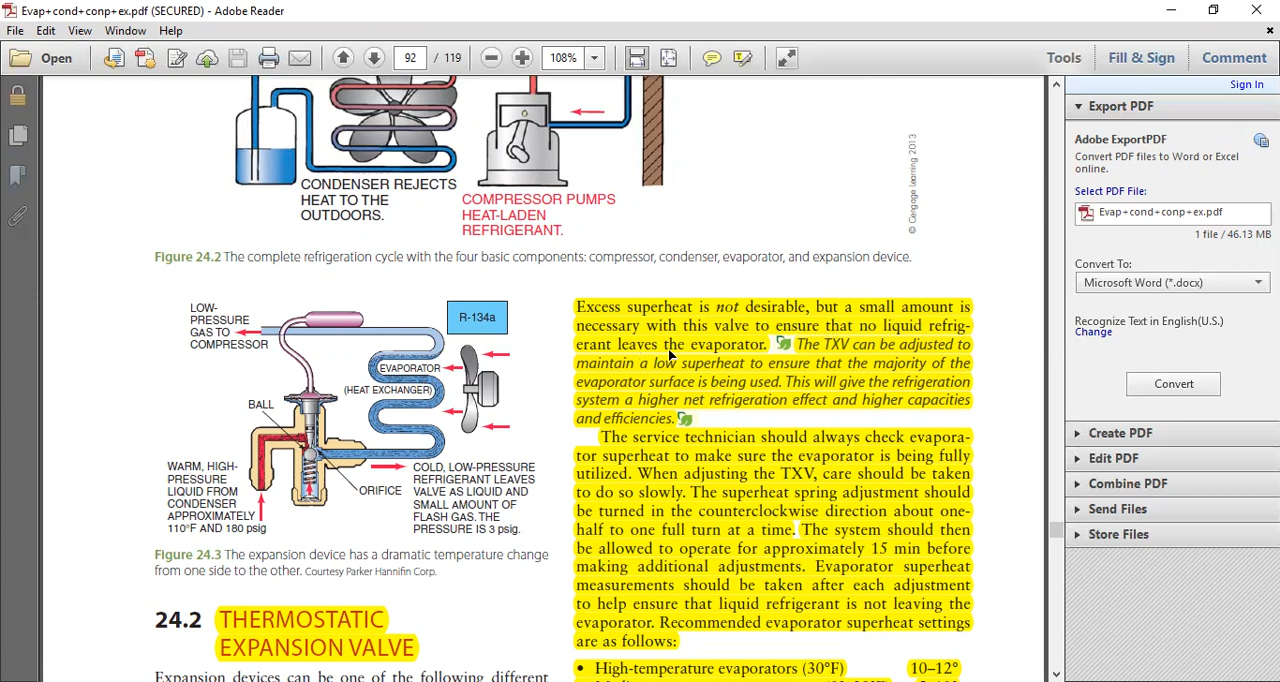 Evap+cond+conp+ex.pdf (SECURED) - Adobe Reader
File Edit View Window Help
Open 92 / 119 108% Tools Fill & Sign Comment
Sign In
CONDENSER REJECTS
HEAT TO THE
OUTDOORS.
COMPRESSOR PUMPS
HEAT-LADEN
REFRIGERANT.
© Cengage Learning 2013
Figure 24.2 The complete refrigeration cycle with the four basic components: compressor, condenser, evaporator, and expansion device.
LOW-
PRESSURE
GAS TO
COMPRESSOR
R-134a
EVAPORATOR
(HEAT EXCHANGER)
BALL
WARM, HIGH-
PRESSURE
LIQUID FROM
CONDENSER
APPROXIMATELY
110°F AND 180 psig
ORIFICE
COLD, LOW-PRESSURE
REFRIGERANT LEAVES
VALVE AS LIQUID AND
SMALL AMOUNT OF
FLASH GAS. THE
PRESSURE IS 3 psig.
Figure 24.3 The expansion device has a dramatic temperature change
from one side to the other. Courtesy Parker Hannifin Corp.
24.2 THERMOSTATIC
EXPANSION VALVE
Expansion devices can be one of the following different
Excess superheat is not desirable, but a small amount is
necessary with this valve to ensure that no liquid refrig-
erant leaves the evaporator. The TXV can be adjusted to
maintain a low superheat to ensure that the majority of the
evaporator surface is being used. This will give the refrigeration
system a higher net refrigeration effect and higher capacities
and efficiencies.
The service technician should always check evapora-
tor superheat to make sure the evaporator is being fully
utilized. When adjusting the TXV, care should be taken
to do so slowly. The superheat spring adjustment should
be turned in the counterclockwise direction about one-
half to one full turn at a time. The system should then
be allowed to operate for approximately 15 min before
making additional adjustments. Evaporator superheat
measurements should be taken after each adjustment
to help ensure that liquid refrigerant is not leaving the
evaporator. Recommended evaporator superheat settings
are as follows:
• High-temperature evaporators (30°F) 10–12°
Export PDF
Adobe ExportPDF
Convert PDF files to Word or Excel
online.
Select PDF File:
Evap+cond+conp+ex.pdf
1 file / 46.13 MB
Convert To:
Microsoft Word (*.docx)
Recognize Text in English(U.S.)
Change
Convert
Create PDF
Edit PDF
Combine PDF
Send Files
Store Files